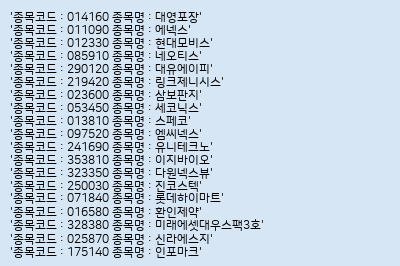 '종목코드 : 014160 종목명 : 대영포장'
'종목코드 : 011090 종목명 : 에넥스'
'종목코드 : 012330 종목명 : 현대모비스'
'종목코드 : 085910 종목명 : 네오티스'
'종목코드 : 290120 종목명 : 대유에이피'
'종목코드 : 219420 종목명 : 링크제니시스'
'종목코드 : 023600 종목명 : 삼보판지'
'종목코드 : 053450 종목명 : 세코닉스'
'종목코드 : 013810 종목명 : 스페코'
'종목코드 : 097520 종목명 : 엠씨넥스'
'종목코드 : 241690 종목명 : 유니테크노'
'종목코드 : 353810 종목명 : 이지바이오'
'종목코드 : 323350 종목명 : 다원넥스뷰'
'종목코드 : 250030 종목명 : 진코스텍'
'종목코드 : 071840 종목명 : 롯데하이마트'
'종목코드 : 016580 종목명 : 환인제약'
'종목코드 : 328380 종목명 : 미래에셋대우스팩3호'
'종목코드 : 025870 종목명 : 신라에스지'
'종목코드 : 175140 종목명 : 인포마크'